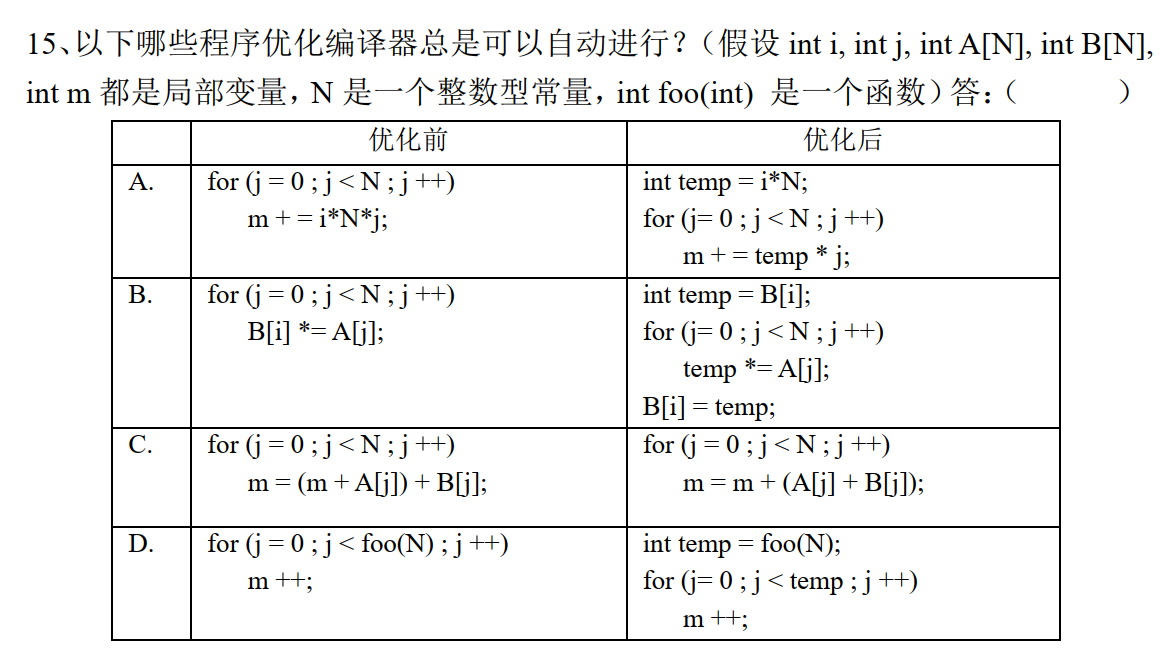 15、以下哪些程序优化编译器总是可以自动进行？（假设 int i, int j, int A[N], int B[N],
int m 都是局部变量，N 是一个整数型常量，int foo(int) 是一个函数）答：（ ）
优化前 优化后
A. for (j = 0 ; j < N ; j ++) int temp = i*N;
m + = i*N*j; for (j= 0 ; j < N ; j ++)
m + = temp * j;
B. for (j = 0 ; j < N ; j ++) int temp = B[i];
B[i] *= A[j]; for (j= 0 ; j < N ; j ++)
temp *= A[j];
B[i] = temp;
C. for (j = 0 ; j < N ; j ++) for (j = 0 ; j < N ; j ++)
m = (m + A[j]) + B[j]; m = m + (A[j] + B[j]);
D. for (j = 0 ; j < foo(N) ; j ++) int temp = foo(N);
m ++; for (j= 0 ; j < temp ; j ++)
m ++;